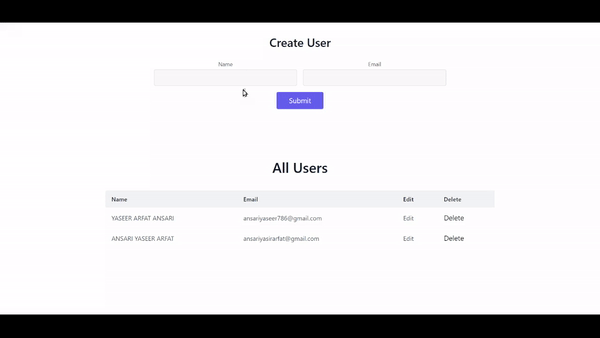 Create User
Name Email
Submit
All Users
Name Email Edit Delete
YASEER ARFAT ANSARI ansariyaseer786@gmail.com Edit Delete
ANSARI YASEER ARFAT ansariyasirarfat@gmail.com Edit Delete